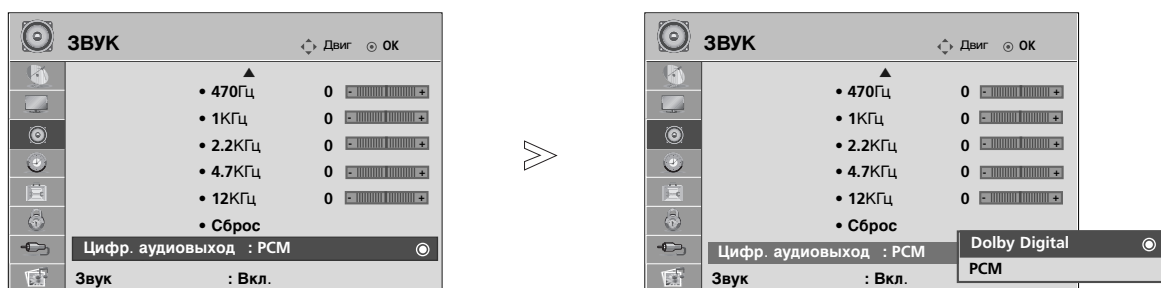 ЗВУК Двиг OK
• 470Гц 0 - +
• 1КГц 0 - +
• 2.2КГц 0 - +
• 4.7КГц 0 - +
• 12КГц 0 - +
• Сброс
Цифр. аудиовыход : PCM
Звук : Вкл.
ЗВУК Двиг OK
• 470Гц 0 - +
• 1КГц 0 - +
• 2.2КГц 0 - +
• 4.7КГц 0 - +
• 12КГц 0 - +
• Сброс
Цифр. аудиовыход : PCM
Dolby Digital
PCM
Звук : Вкл.